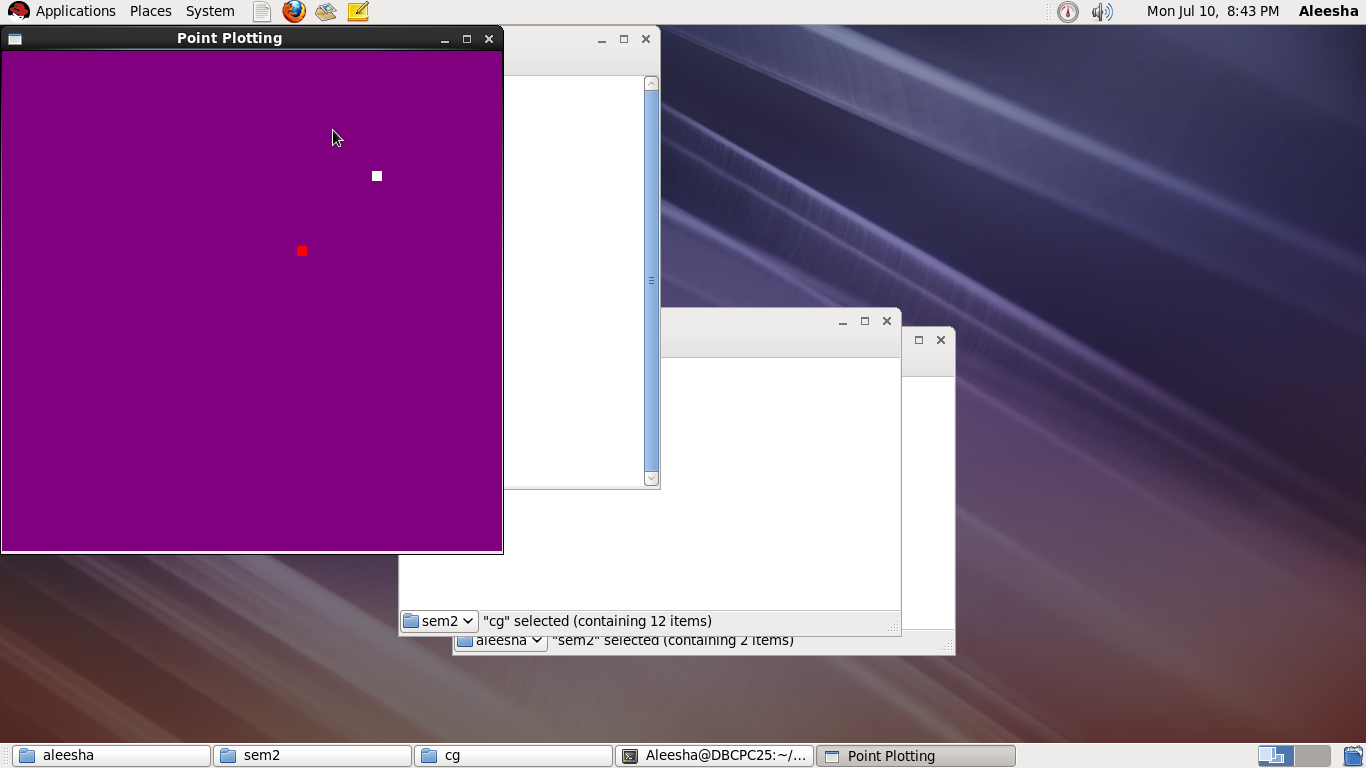 Applications Places System
Mon Jul 10, 8:43 PM Aleesha
Point Plotting
sem2 "cg" selected (containing 12 items)
aleesha "sem2" selected (containing 2 items)
aleesha sem2 cg Aleesha@DBCPC25:~/... Point Plotting